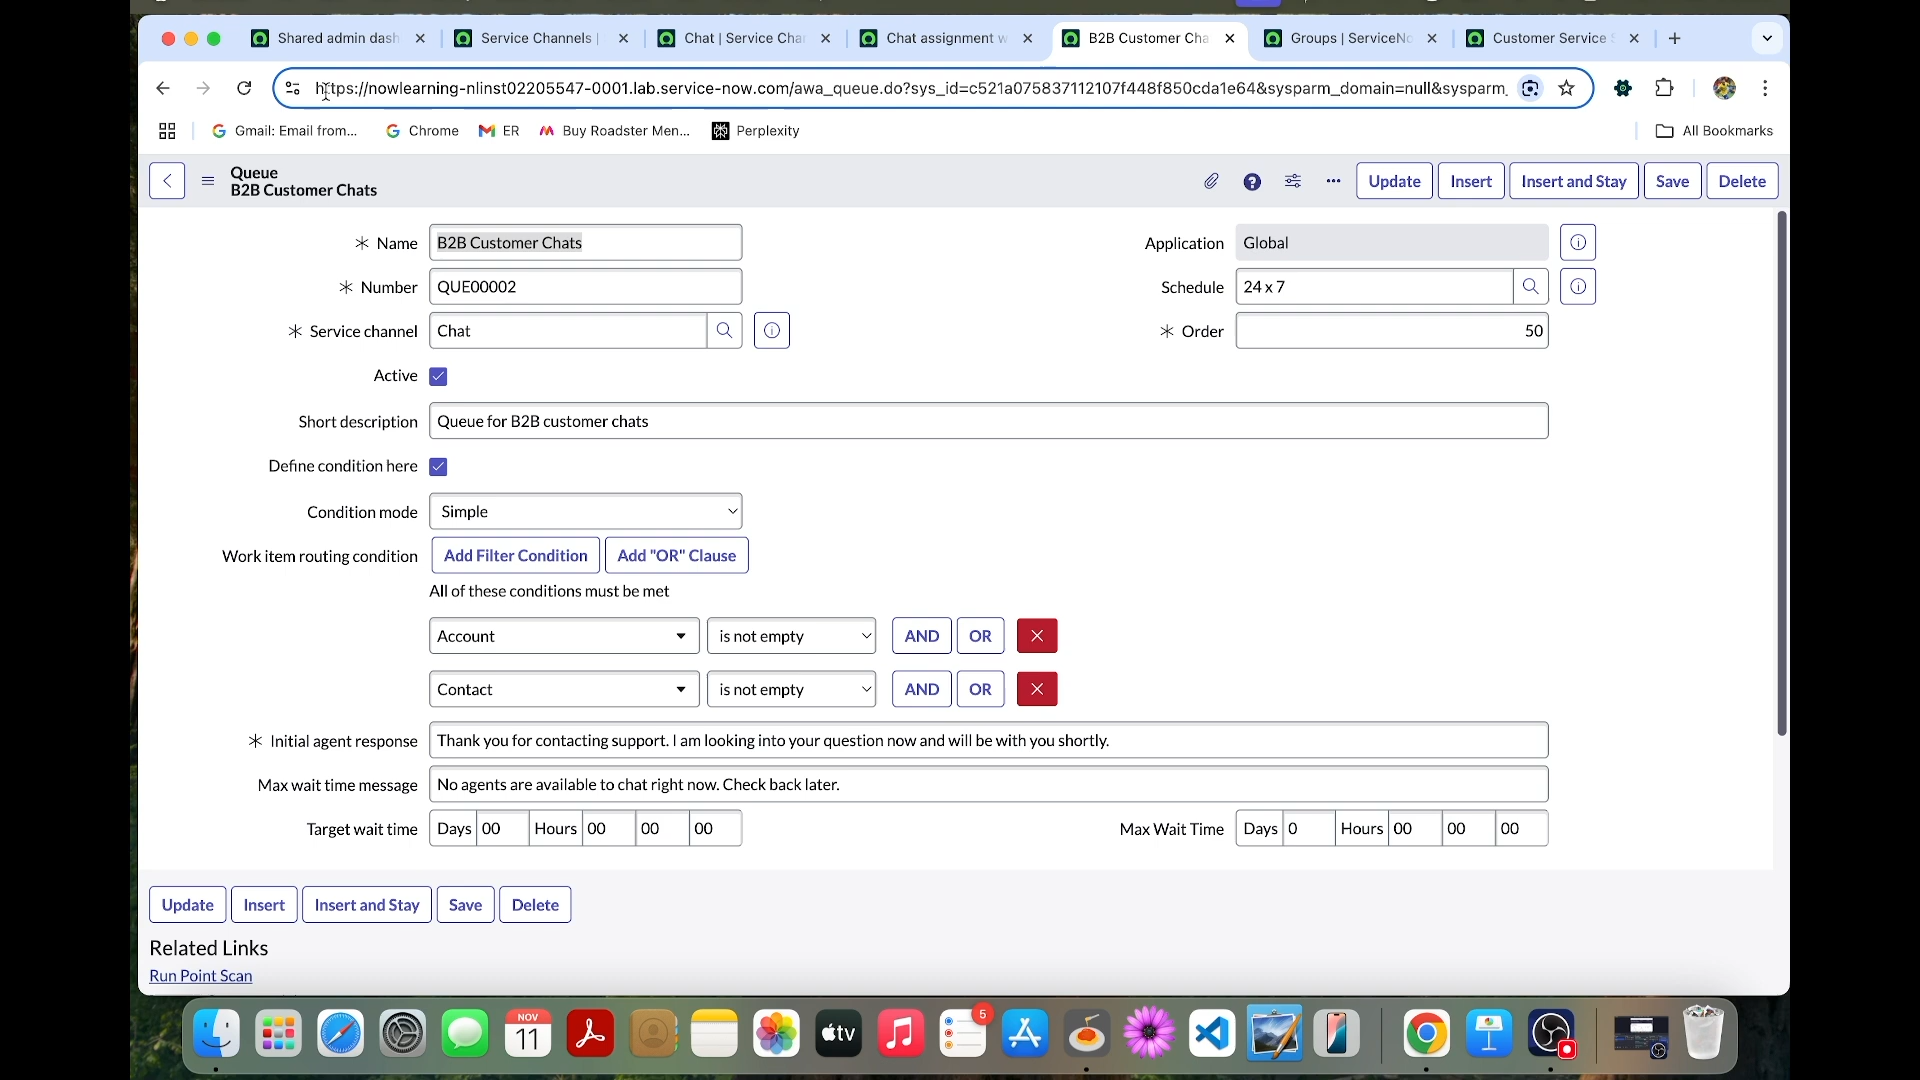 Shared admin dash
Service Channels |
Chat | Service Cha
Chat assignment w
B2B Customer Cha
Groups | ServiceNo
Customer Service S
https://nowlearning-nlinst02205547-0001.lab.service-now.com/awa_queue.do?sys_id=c521a075837112107f448f850cda1e64&sysparm_domain=null&sysparm_
Gmail: Email from...
Chrome
ER
Buy Roadster Men...
Perplexity
All Bookmarks
Queue
B2B Customer Chats
Update
Insert
Insert and Stay
Save
Delete
Name
B2B Customer Chats
Application
Global
Number
QUE00002
Schedule
24 x 7
Service channel
Chat
Order
50
Active
Short description
Queue for B2B customer chats
Define condition here
Condition mode
Simple
Work item routing condition
Add Filter Condition
Add "OR" Clause
All of these conditions must be met
Account
is not empty
AND
OR
Contact
is not empty
AND
OR
Initial agent response
Thank you for contacting support. I am looking into your question now and will be with you shortly.
Max wait time message
No agents are available to chat right now. Check back later.
Target wait time
Days 00 Hours 00 00 00
Max Wait Time
Days 0 Hours 00 00 00
Update
Insert
Insert and Stay
Save
Delete
Related Links
Run Point Scan
NOV
11
tv
5